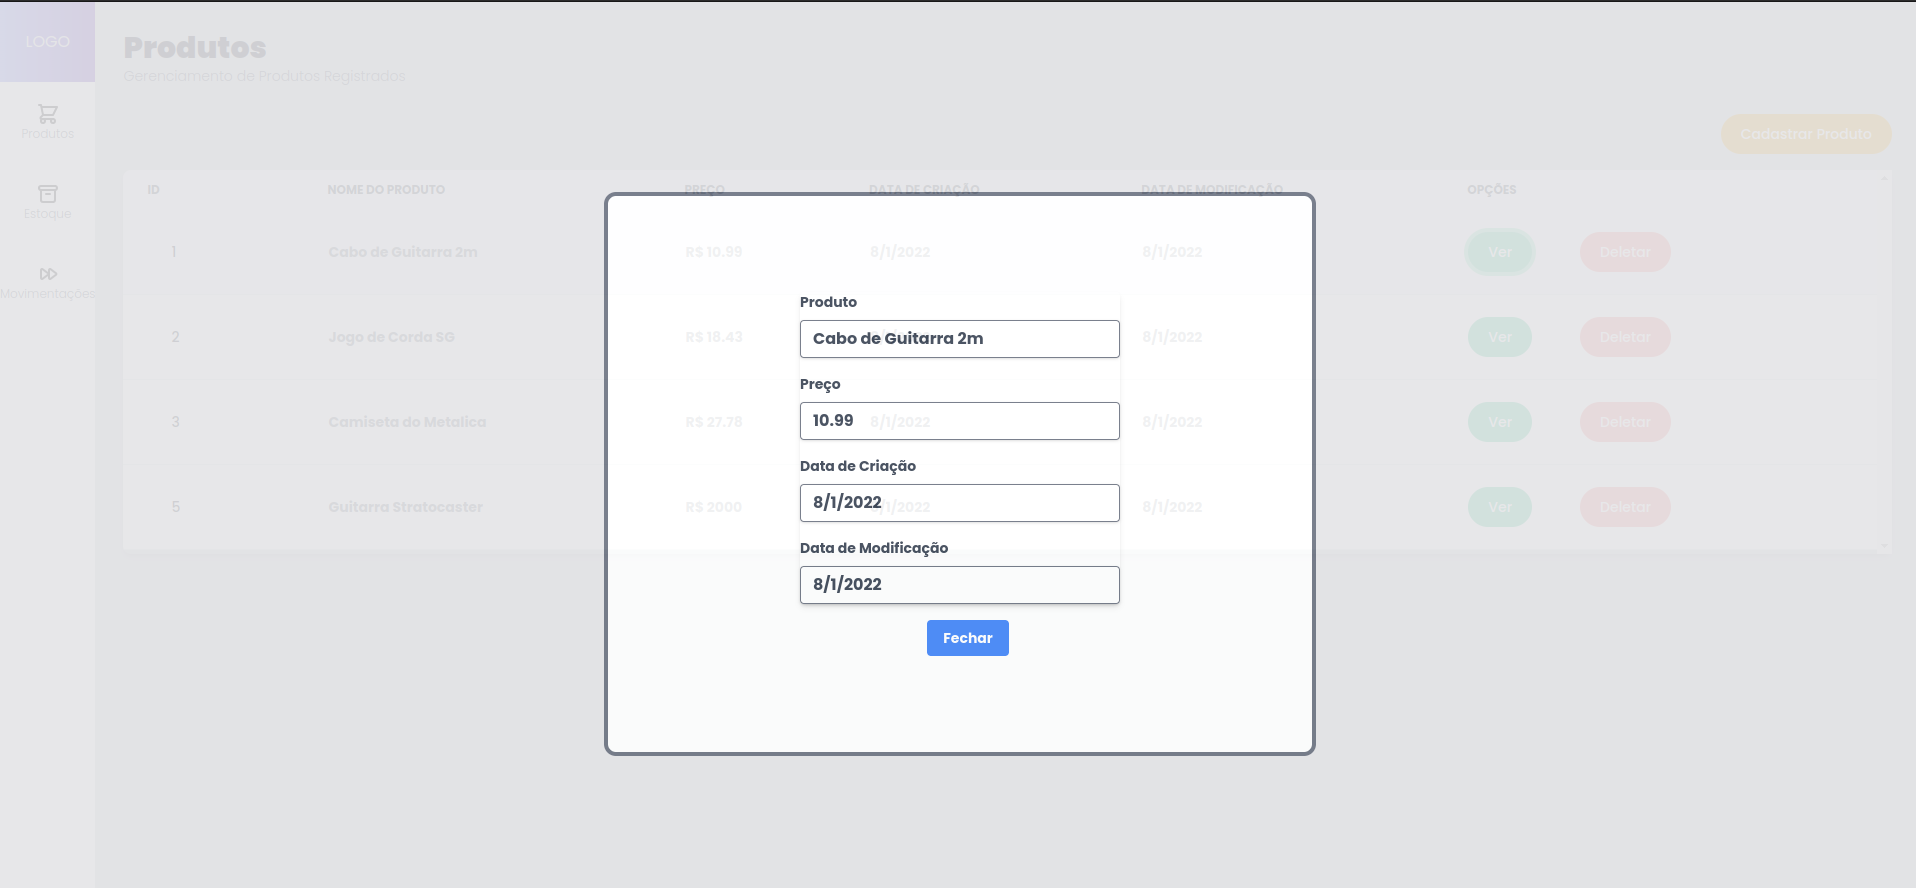 LOGO
Produtos
Gerenciamento de Produtos Registrados
Produtos
Estoque
Movimentações
Cadastrar Produto
ID NOME DO PRODUTO PREÇO DATA DE CRIAÇÃO DATA DE MODIFICAÇÃO OPÇÕES
1 Cabo de Guitarra 2m R$ 10.99 8/1/2022 8/1/2022 Ver Deletar
2 Jogo de Corda SG R$ 18.43 8/1/2022 Ver Deletar
3 Camiseta do Metalica R$ 27.78 8/1/2022 8/1/2022 Ver Deletar
5 Guitarra Stratocaster R$ 2000 8/1/2022 8/1/2022 Ver Deletar
Produto
Cabo de Guitarra 2m
Preço
10.99
Data de Criação
8/1/2022
Data de Modificação
8/1/2022
Fechar